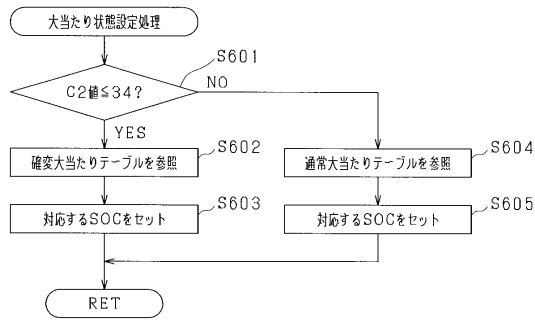 大当たり状態設定処理
S601
C2値≦34?
NO
YES
確変大当たりテーブルを参照
S602
通常大当たりテーブルを参照
S604
対応するSOCをセット
S603
対応するSOCをセット
S605
RET